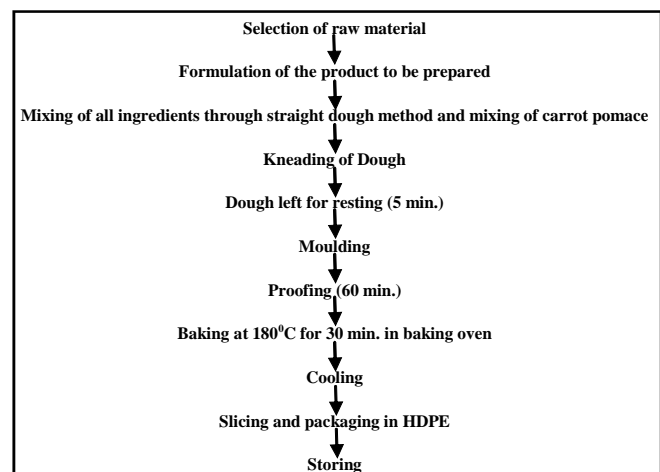 Selection of raw material
Formulation of the product to be prepared
Mixing of all ingredients through straight dough method and mixing of carrot pomace
Kneading of Dough
Dough left for resting (5 min.)
Moulding
Proofing (60 min.)
Baking at 180⁰C for 30 min. in baking oven
Cooling
Slicing and packaging in HDPE
Storing